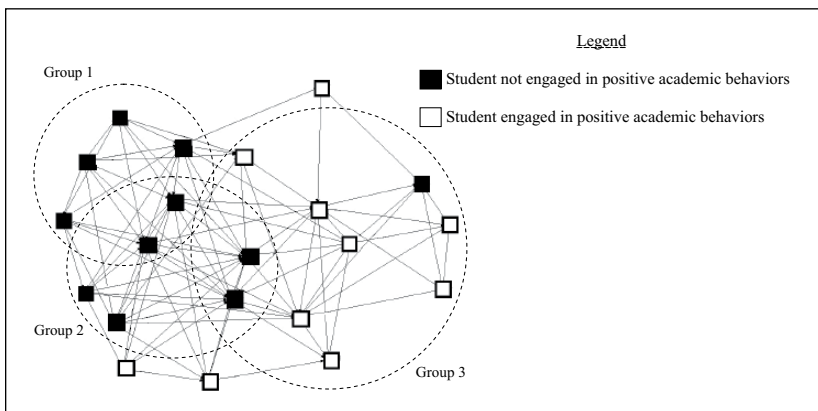 Legend
Group 1
Student not engaged in positive academic behaviors
Student engaged in positive academic behaviors
Group 2
Group 3